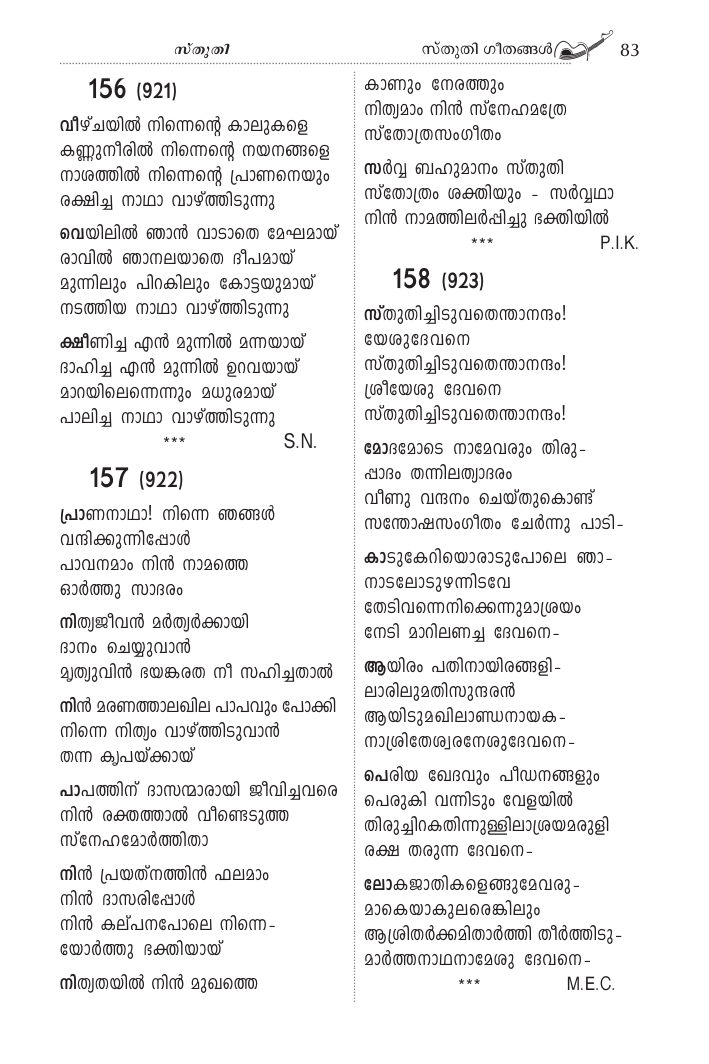 സ്തുതി
സ്തുതി ഗീതങ്ങൾ 83
156 (921)
വീഴ്ചയിൽ നിന്നെന്റെ കാലുകളെ
കണ്ണുനീരിൽ നിന്നെന്റെ നയനങ്ങളെ
നാശത്തിൽ നിന്നെന്റെ പ്രാണനെയും
രക്ഷിച്ച നാഥാ വാഴ്ത്തിടുന്നു
വെയിലിൽ ഞാൻ വാടാതെ മേഘമായ്
രാവിൽ ഞാനലയാതെ ദീപമായ്
മുന്നിലും പിറകിലും കോട്ടയുമായ്
നടത്തിയ നാഥാ വാഴ്ത്തിടുന്നു
ക്ഷീണിച്ച എൻ മുന്നിൽ മന്നയായ്
ദാഹിച്ച എൻ മുന്നിൽ ഉറവയായ്
മാറയിലെന്നെന്നും മധുരമായ്
പാലിച്ച നാഥാ വാഴ്ത്തിടുന്നു
*** S.N.
157 (922)
പ്രാണനാഥാ! നിന്നെ ഞങ്ങൾ
വന്ദിക്കുന്നിപ്പോൾ
പാവനമാം നിൻ നാമത്തെ
ഓർത്തു സാദരം
നിത്യജീവൻ മർത്യർക്കായി
ദാനം ചെയ്യുവാൻ
മൃത്യുവിൻ ഭയങ്കരത നീ സഹിച്ചതാൽ
നിൻ മരണത്താലഖില പാപവും പോക്കി
നിന്നെ നിത്യം വാഴ്ത്തിടുവാൻ
തന്ന കൃപയ്ക്കായ്
പാപത്തിന് ദാസന്മാരായി ജീവിച്ചവരെ
നിൻ രക്തത്താൽ വീണ്ടെടുത്ത
സ്നേഹമോർത്തിതാ
നിൻ പ്രയത്നത്തിൻ ഫലമാം
നിൻ ദാസരിപ്പോൾ
നിൻ കല്പനപോലെ നിന്നെ-
യോർത്തു ഭക്തിയായ്
നിത്യതയിൽ നിൻ മുഖത്തെ
കാണും നേരത്തും
നിത്യമാം നിൻ സ്നേഹമത്രേ
സ്തോത്രസംഗീതം
സർവ്വ ബഹുമാനം സ്തുതി
സ്തോത്രം ശക്തിയും - സർവ്വഥാ
നിൻ നാമത്തിലർപ്പിച്ചു ഭക്തിയിൽ
*** P.I.K.
158 (923)
സ്തുതിച്ചിടുവതെന്താനന്ദം!
യേശുദേവനെ
സ്തുതിച്ചിടുവതെന്താനന്ദം!
ശ്രീയേശു ദേവനെ
സ്തുതിച്ചിടുവതെന്താനന്ദം!
മോദമോടെ നാമേവരും തിരു-
പ്പാദം തന്നിലത്യാദരം
വീണു വന്ദനം ചെയ്തുകൊണ്ട്
സന്തോഷസംഗീതം ചേർന്നു പാടി-
കാടുകേറിയൊരാടുപോലെ ഞാ-
നാടലോടുഴന്നിടവേ
തേടിവന്നെനിക്കെന്നുമാശ്രയം
നേടി മാറിലണച്ച ദേവനെ-
ആയിരം പതിനായിരങ്ങളി-
ലാരിലുമതിസുന്ദരൻ
ആയിടുമഖിലാണ്ഡനായക-
നാശ്രിതേശ്വരനേശുദേവനെ-
പെരിയ ഖേദവും പീഡനങ്ങളും
പെരുകി വന്നിടും വേളയിൽ
തിരുച്ചിറകതിന്നുള്ളിലാശ്രയമരുളി
രക്ഷ തരുന്ന ദേവനെ-
ലോകജാതികളെങ്ങുമേവരു-
മാകെയാകുലരെങ്കിലും
ആശ്രിതർക്കമിതാർത്തി തീർത്തിടു-
മാർത്തനാഥനാമേശു ദേവനെ-
*** M.E.C.